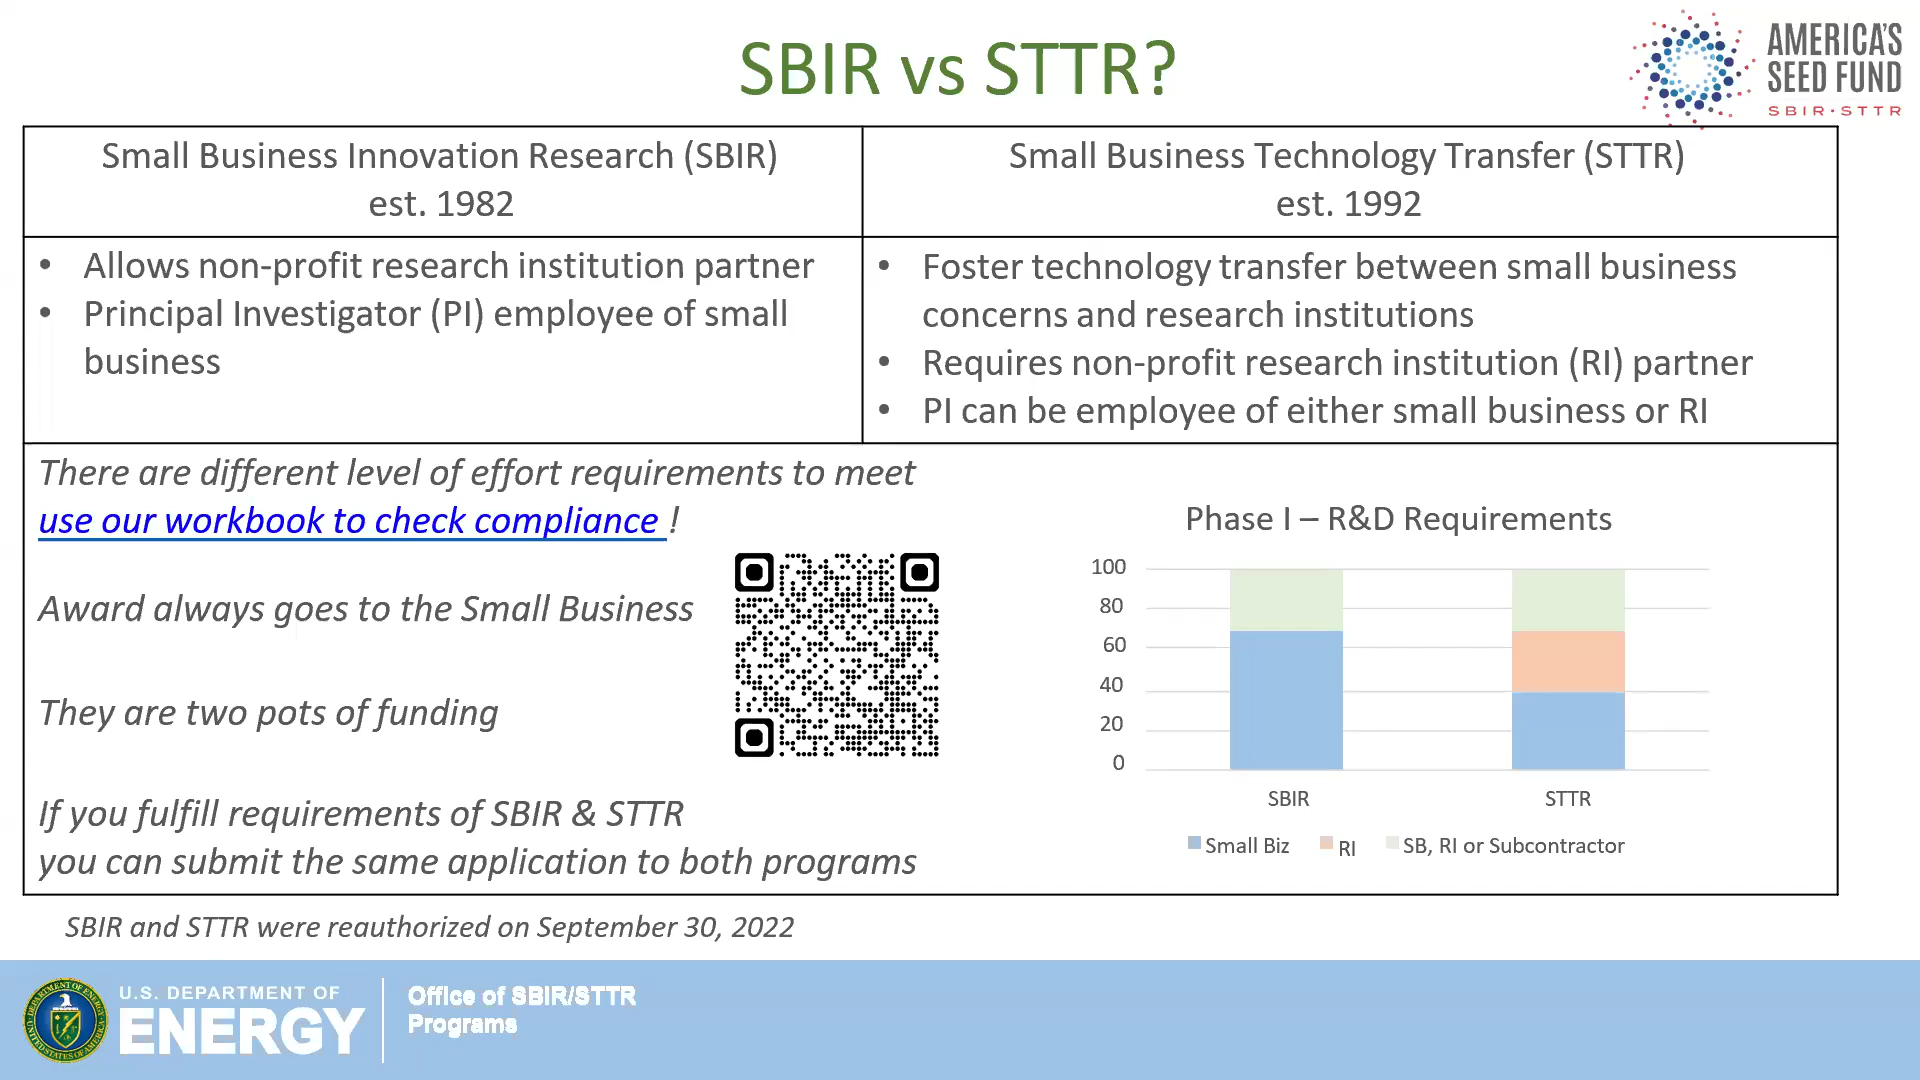 SBIR vs STTR?
AMERICA'S
SEED FUND
SBIR·STTR
Small Business Innovation Research (SBIR)
est. 1982
Small Business Technology Transfer (STTR)
est. 1992
• Allows non-profit research institution partner
• Principal Investigator (PI) employee of small
business
• Foster technology transfer between small business
concerns and research institutions
• Requires non-profit research institution (RI) partner
• PI can be employee of either small business or RI
There are different level of effort requirements to meet
use our workbook to check compliance !
Award always goes to the Small Business
They are two pots of funding
If you fulfill requirements of SBIR & STTR
you can submit the same application to both programs
Phase I – R&D Requirements
100
80
60
40
20
0
SBIR
STTR
Small Biz
RI
SB, RI or Subcontractor
SBIR and STTR were reauthorized on September 30, 2022
U.S. DEPARTMENT OF
ENERGY
Office of SBIR/STTR
Programs